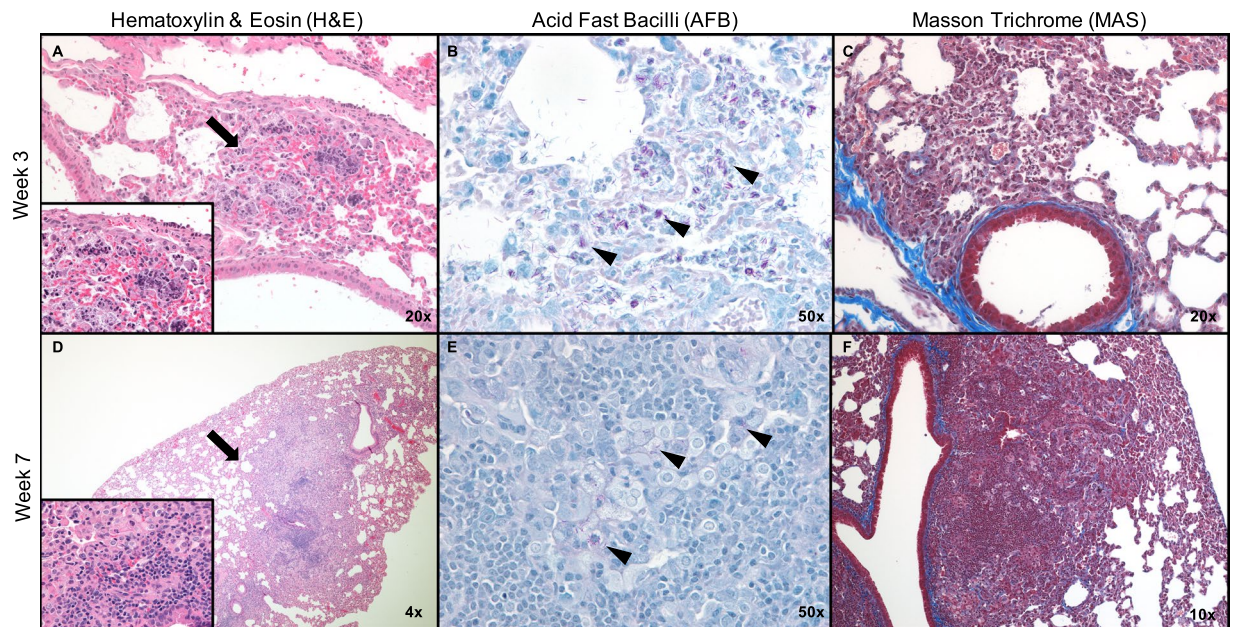 Hematoxylin & Eosin (H&E) Acid Fast Bacilli (AFB) Masson Trichrome (MAS)
Week 3
A B C
20x 50x 20x
Week 7
D E F
4x 50x 10x